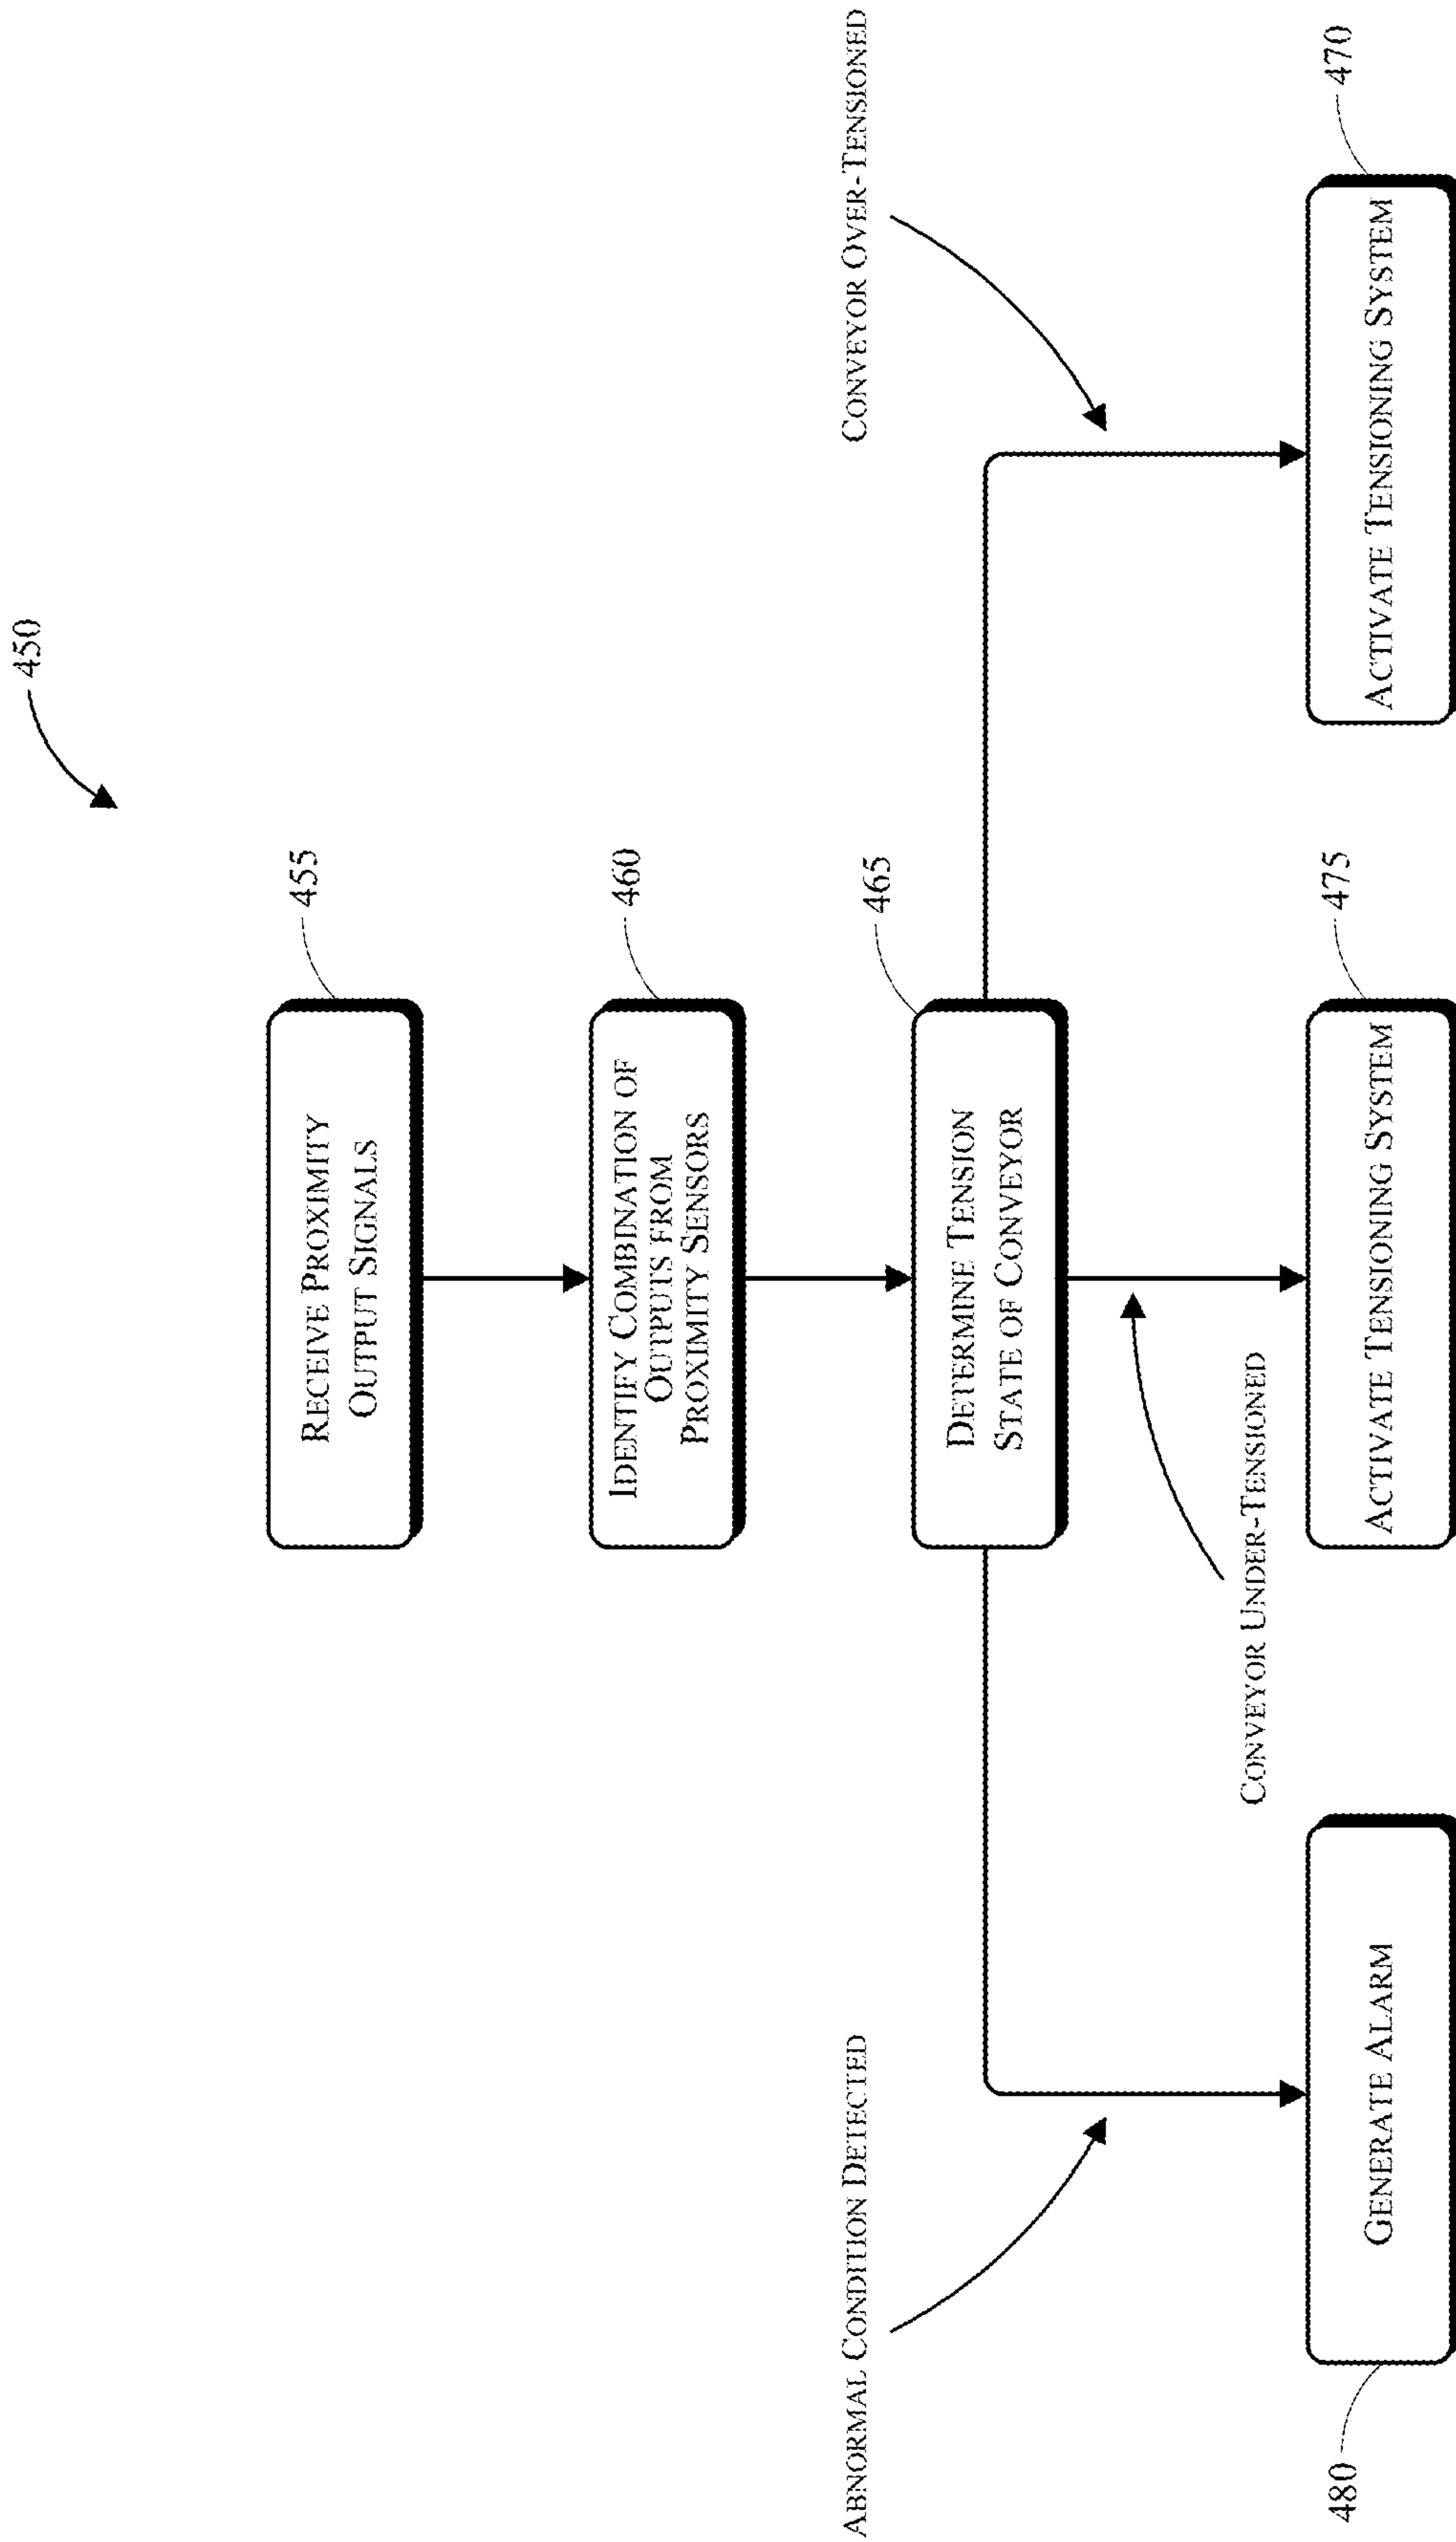 450
RECEIVE PROXIMITY
OUTPUT SIGNALS
455
IDENTIFY COMBINATION OF
OUTPUTS FROM
PROXIMITY SENSORS
460
DETERMINE TENSION
STATE OF CONVEYOR
465
ABNORMAL CONDITION DETECTED
CONVEYOR OVER-TENSIONED
CONVEYOR UNDER-TENSIONED
480
GENERATE ALARM
ACTIVATE TENSIONING SYSTEM
475
ACTIVATE TENSIONING SYSTEM
470